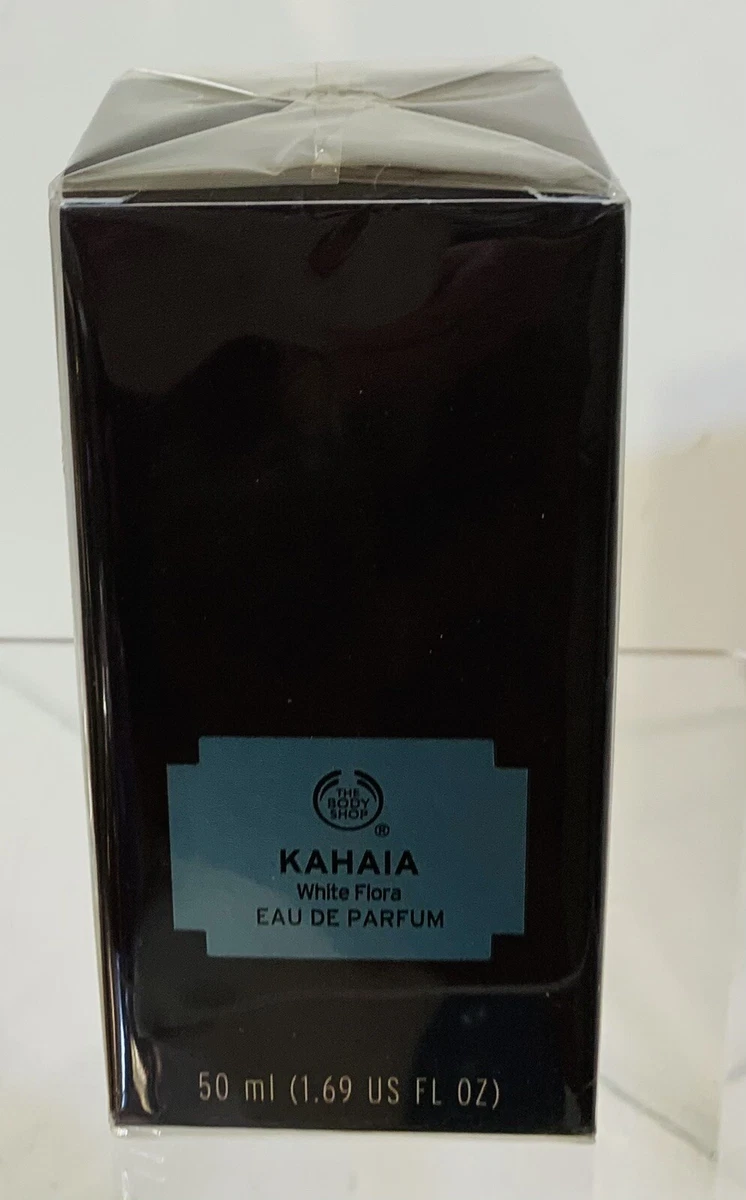 THE
BODY
SHOP
®
KAHAIA
White Flora
EAU DE PARFUM
50 ml (1.69 US FL OZ)